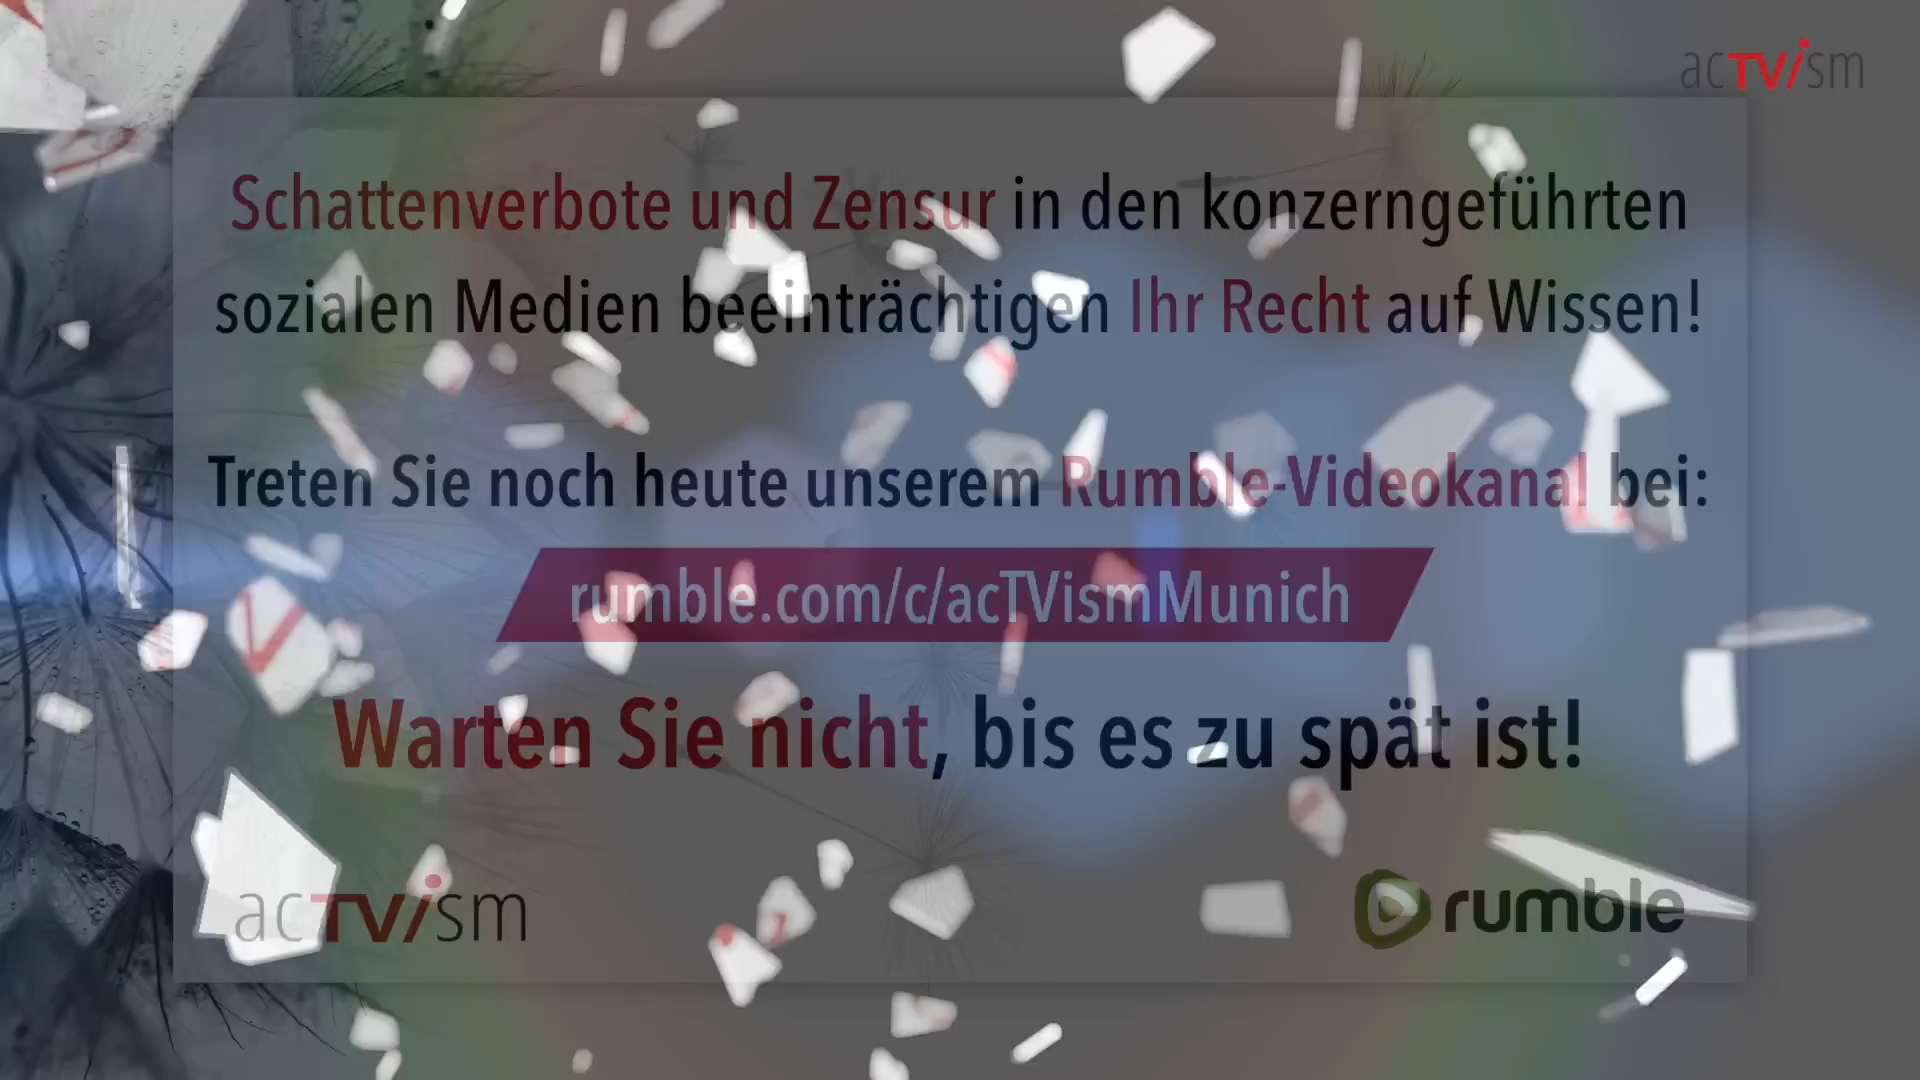 acTVism
Schattenverbote und Zensur in den konzerngeführten
sozialen Medien beeinträchtigen Ihr Recht auf Wissen!
Treten Sie noch heute unserem Rumble-Videokanal bei:
rumble.com/c/acTVismMunich
Warten Sie nicht, bis es zu spät ist!
acTVism
rumble